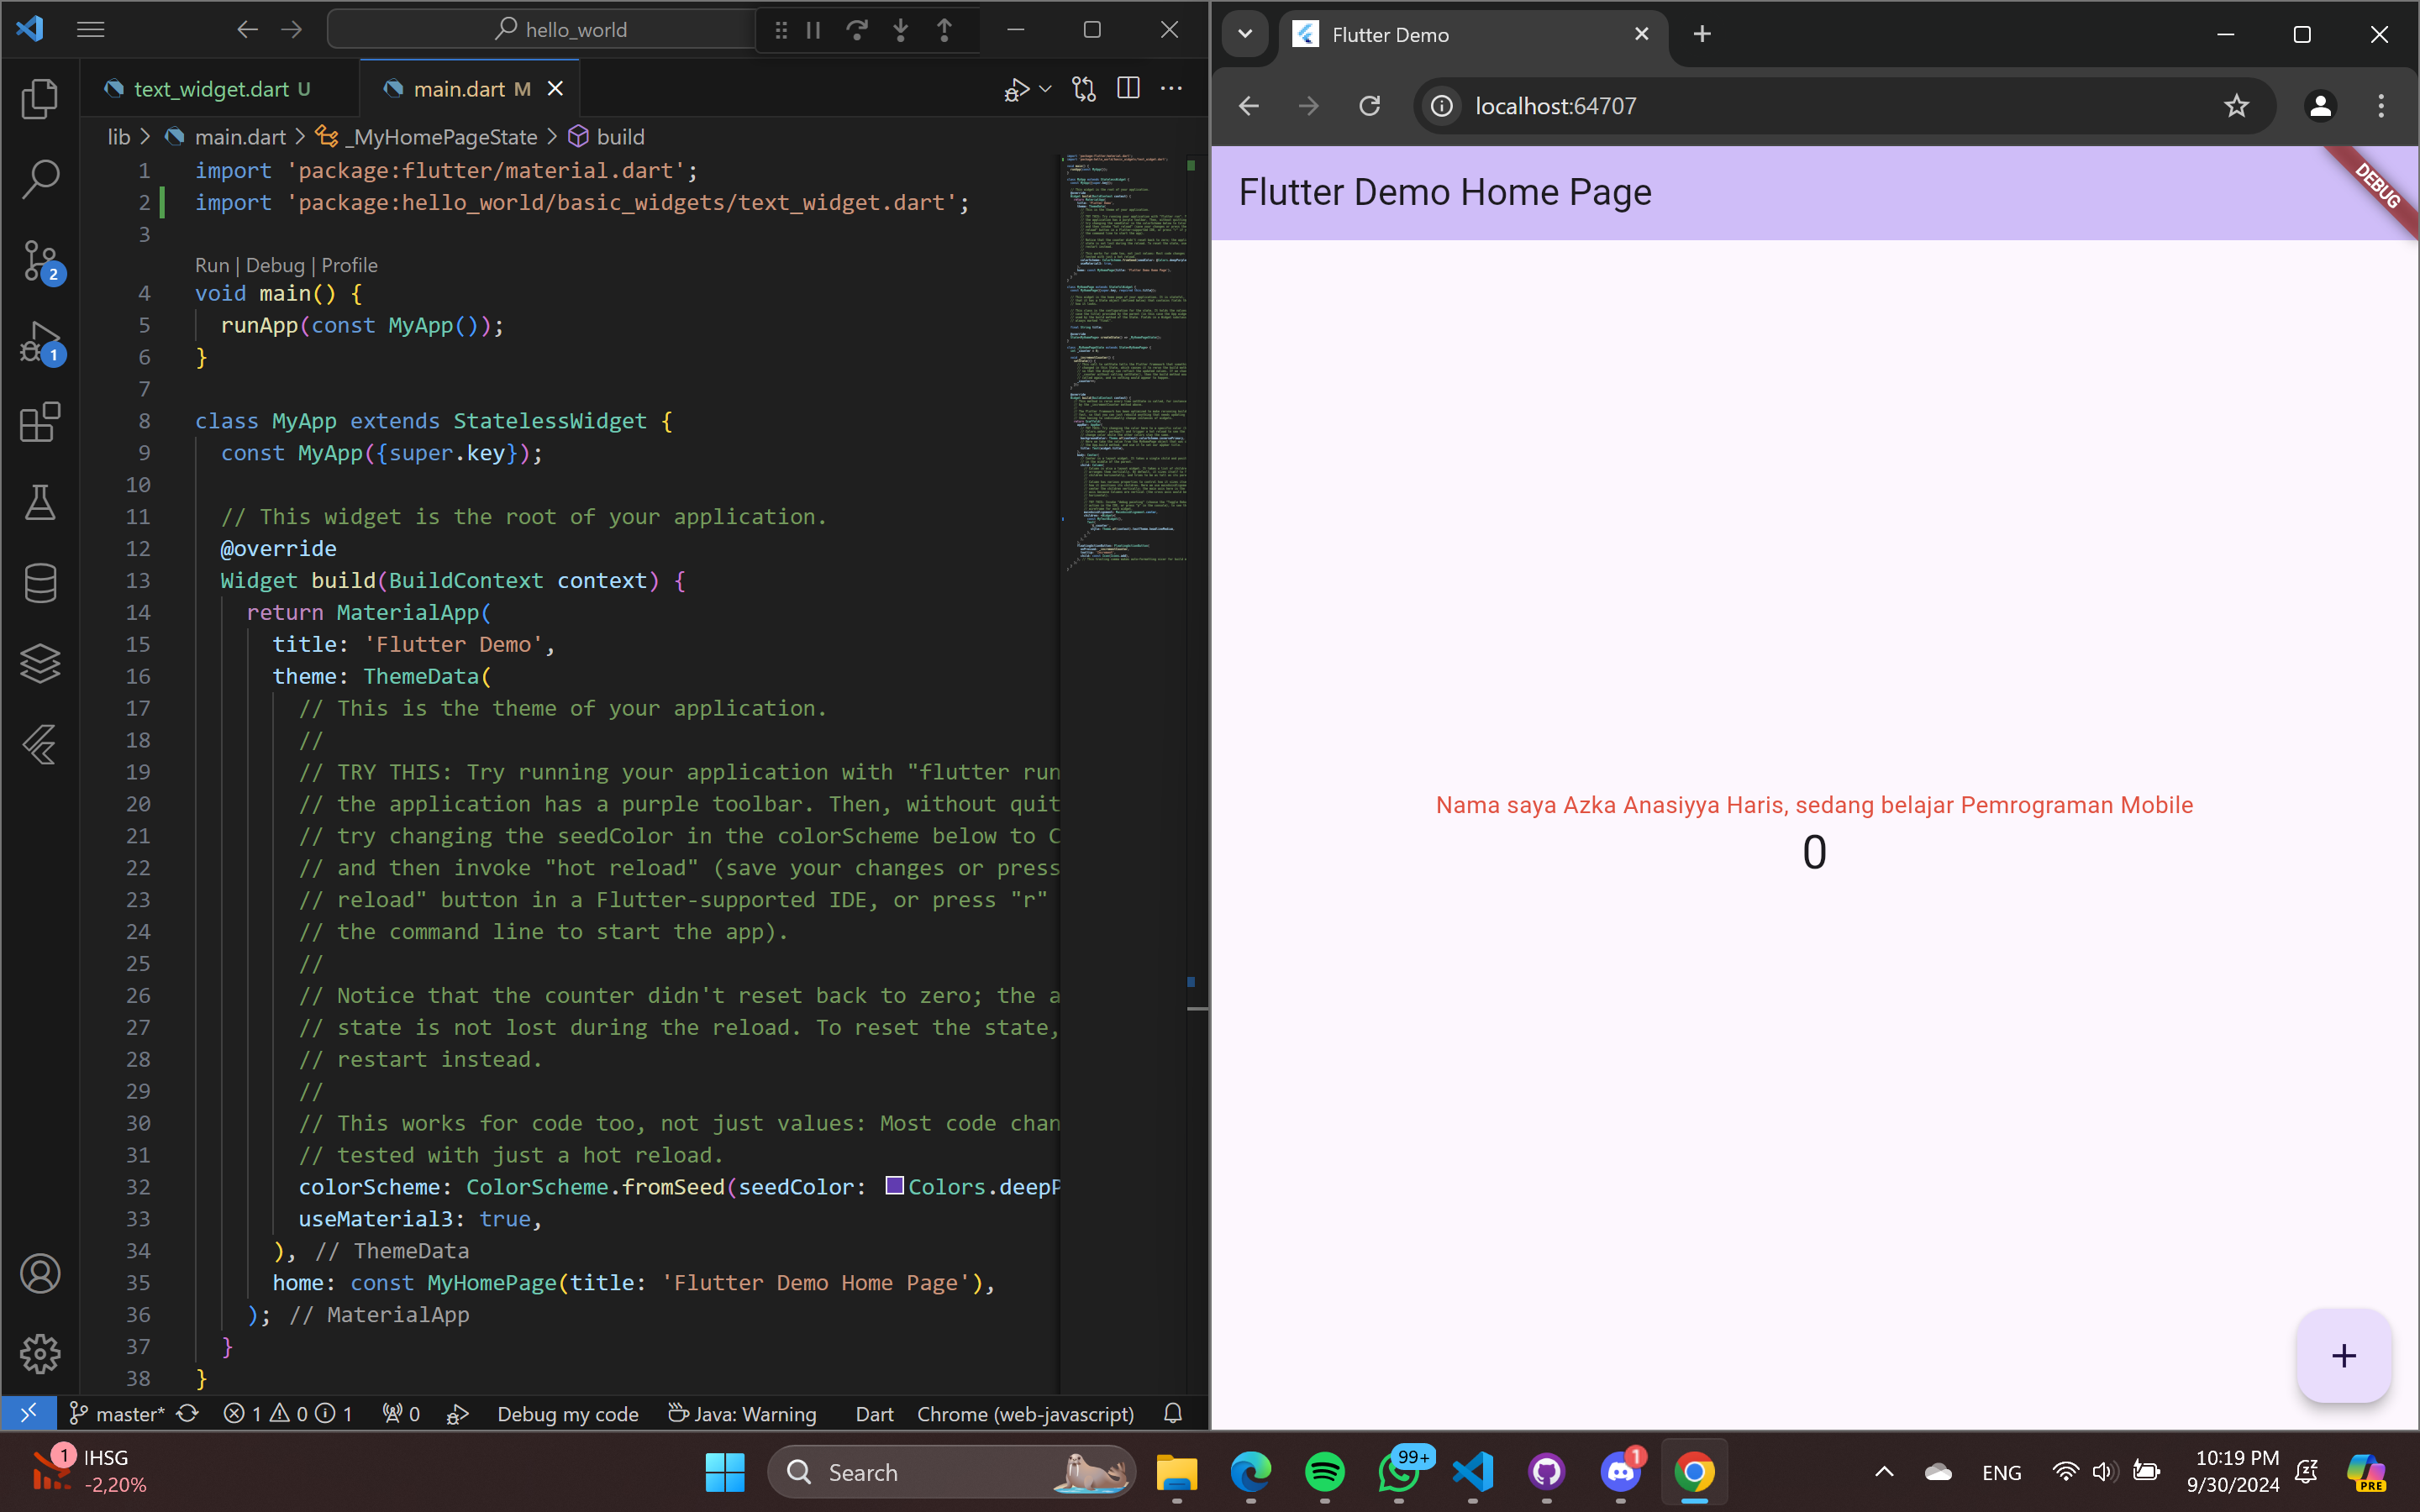 hello_world
text_widget.dart U
main.dart M
lib > main.dart > _MyHomePageState > build
1 import 'package:flutter/material.dart';
2 import 'package:hello_world/basic_widgets/text_widget.dart';
3
Run | Debug | Profile
4 void main() {
5 runApp(const MyApp());
6 }
7
8 class MyApp extends StatelessWidget {
9 const MyApp({super.key});
10
11 // This widget is the root of your application.
12 @override
13 Widget build(BuildContext context) {
14 return MaterialApp(
15 title: 'Flutter Demo',
16 theme: ThemeData(
17 // This is the theme of your application.
18 //
19 // TRY THIS: Try running your application with "flutter run
20 // the application has a purple toolbar. Then, without quit
21 // try changing the seedColor in the colorScheme below to C
22 // and then invoke "hot reload" (save your changes or press
23 // reload" button in a Flutter-supported IDE, or press "r"
24 // the command line to start the app).
25 //
26 // Notice that the counter didn't reset back to zero; the a
27 // state is not lost during the reload. To reset the state,
28 // restart instead.
29 //
30 // This works for code too, not just values: Most code chan
31 // tested with just a hot reload.
32 colorScheme: ColorScheme.fromSeed(seedColor: Colors.deepP
33 useMaterial3: true,
34 ), // ThemeData
35 home: const MyHomePage(title: 'Flutter Demo Home Page'),
36 ); // MaterialApp
37 }
38 }
2
1
master* 1 0 1 0 Debug my code Java: Warning Dart Chrome (web-javascript)
Flutter Demo
localhost:64707
Flutter Demo Home Page
DEBUG
Nama saya Azka Anasiyya Haris, sedang belajar Pemrograman Mobile
0
+
1
IHSG
-2,20%
Search
99+
1
ENG
10:19 PM
9/30/2024
PRE